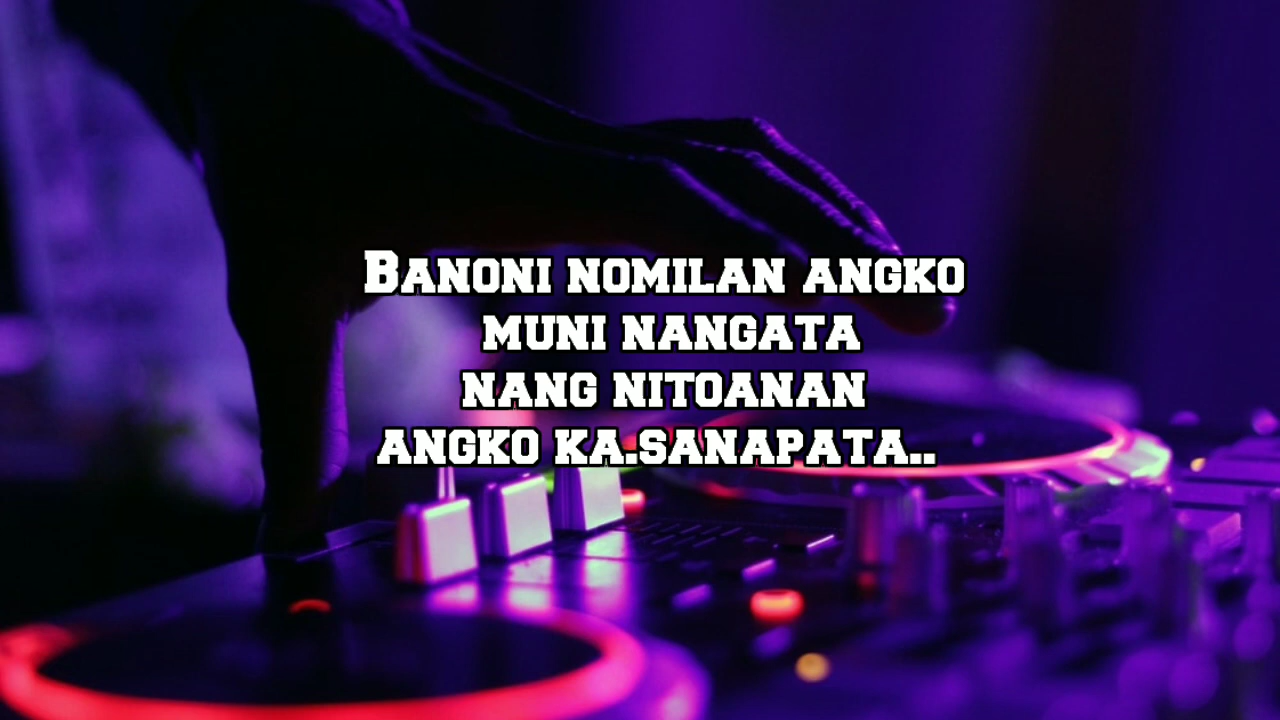 Banoni nomilan angko
muni nangata
nang nitoanan
angko ka.sanapata..